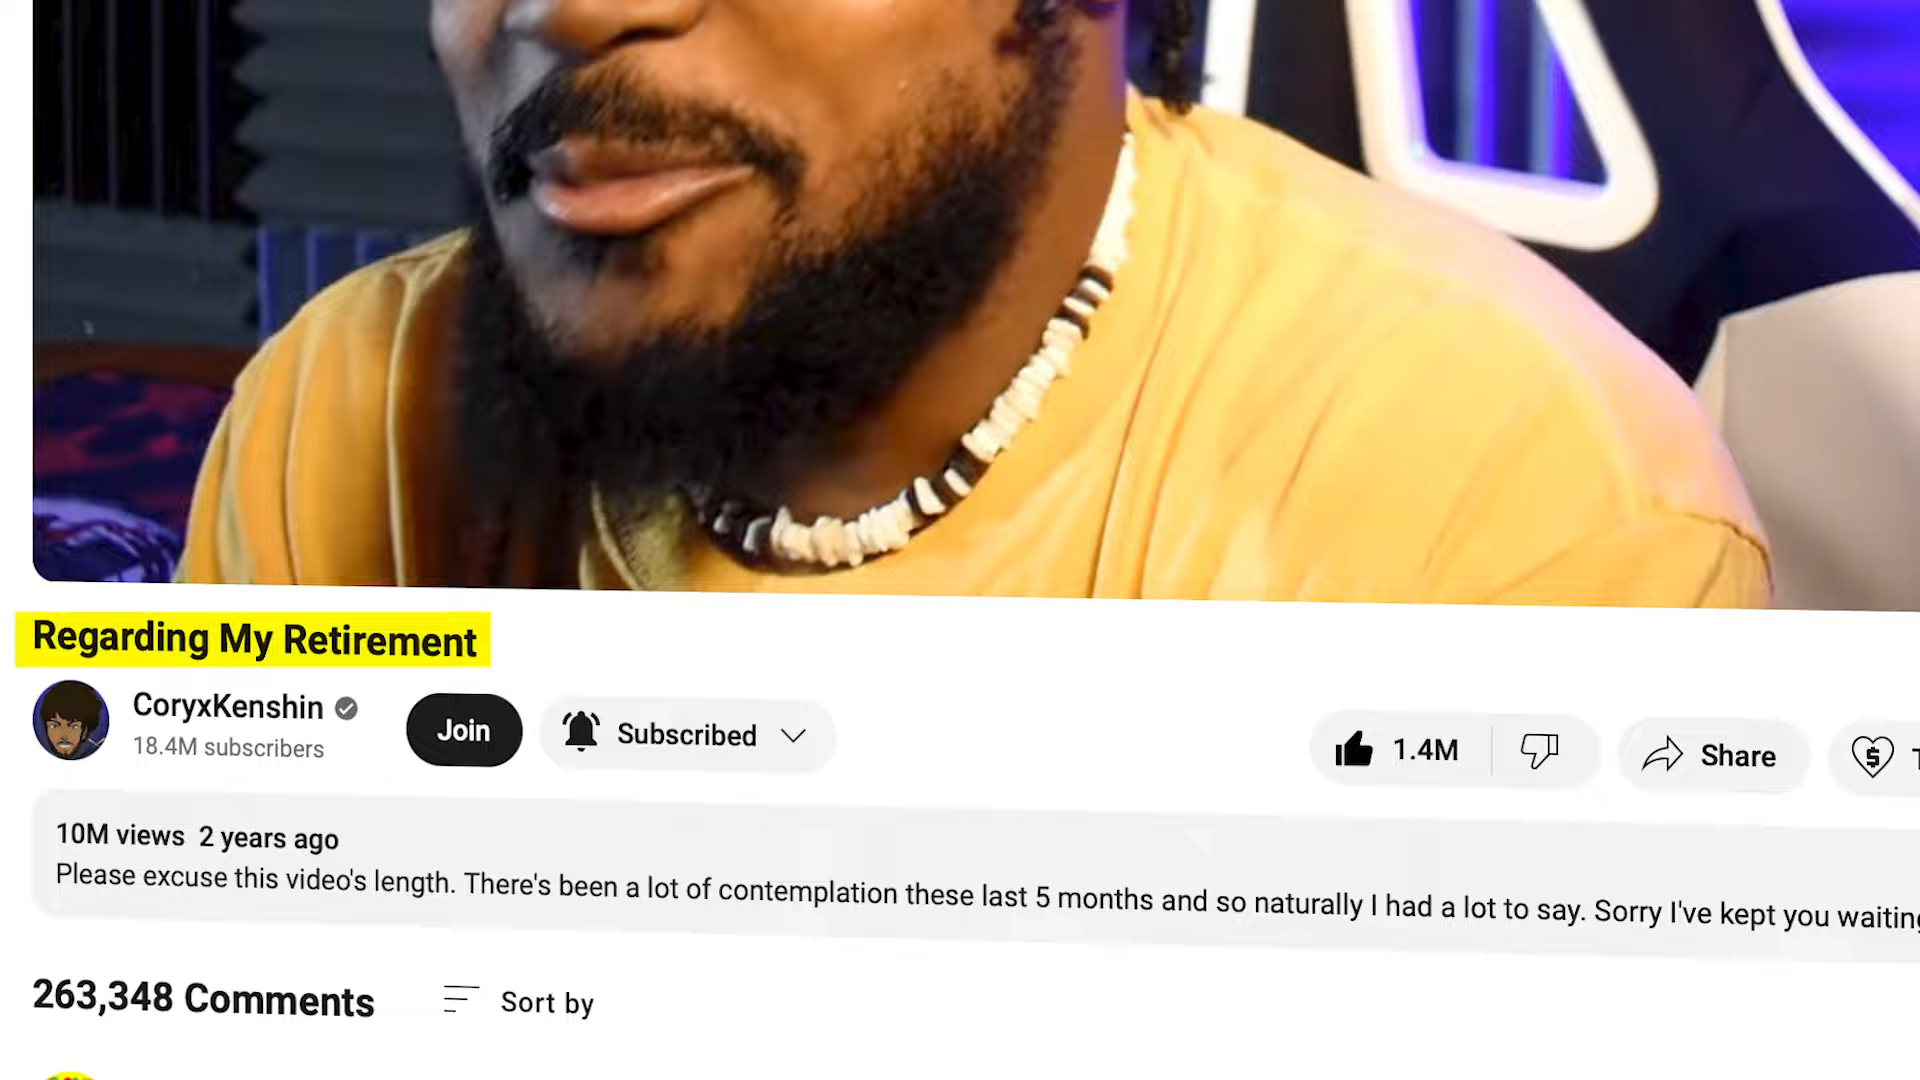 Regarding My Retirement
CoryxKenshin
18.4M subscribers
Join
Subscribed
1.4M
Share
T
10M views 2 years ago
Please excuse this video's length. There's been a lot of contemplation these last 5 months and so naturally I had a lot to say. Sorry I've kept you waiting
263,348 Comments
Sort by